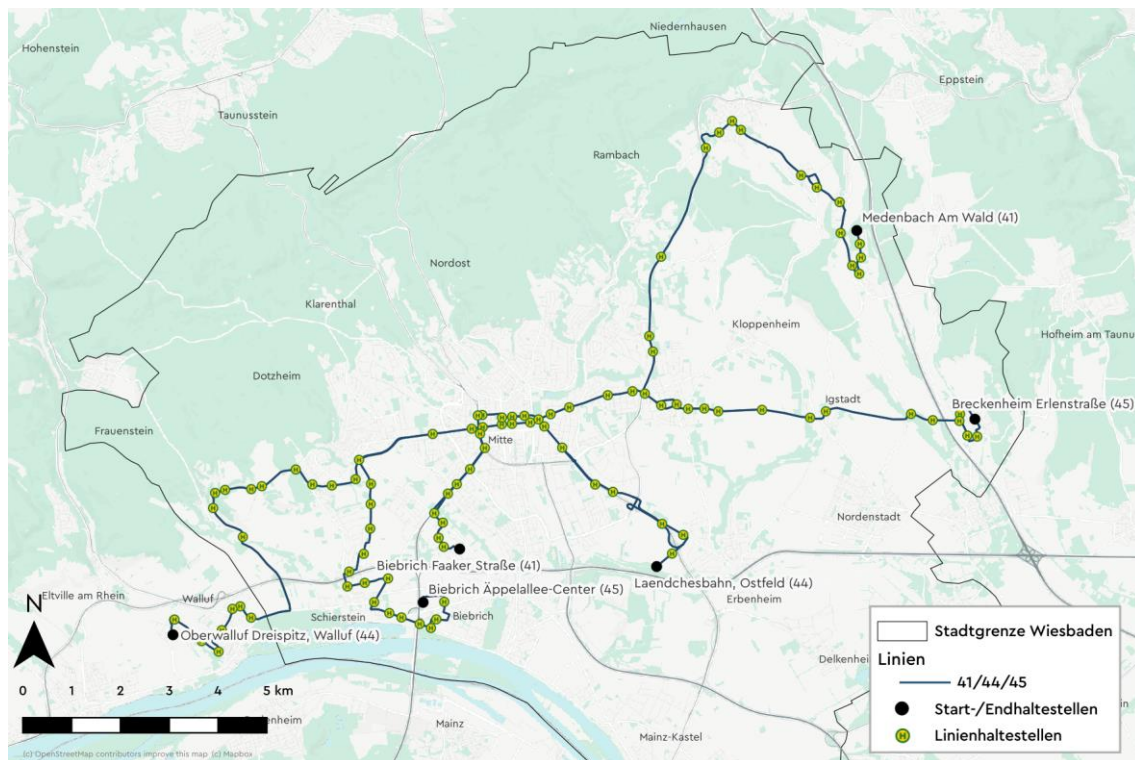 Niedernhausen
Hohenstein
Eppstein
Taunusstein
Rambach
Medenbach Am Wald (41)
Nordost
Klarenthal
Kloppenheim
Hofheim am Taunu
Dotzheim
Igstadt
Breckenheim Erlenstraße (45)
Frauenstein
Mitte
Nordenstadt
Biebrich Faaker Straße (41)
Laendchesbahn, Ostfeld (44)
Eltville am Rhein
Walluf
Biebrich Äppelallee-Center (45)
Erbenheim
Schierstein
Biebrich
N
Oberwalluf Dreispitz, Walluf (44)
Delkenheim
0 1 2 3 4 5 km
Mainz
Mainz-Kastel
Stadtgrenze Wiesbaden
Linien
41/44/45
Start-/Endhaltestellen
H Linienhaltestellen
(c) OpenStreetMap contributors improve this map (c) Mapbox